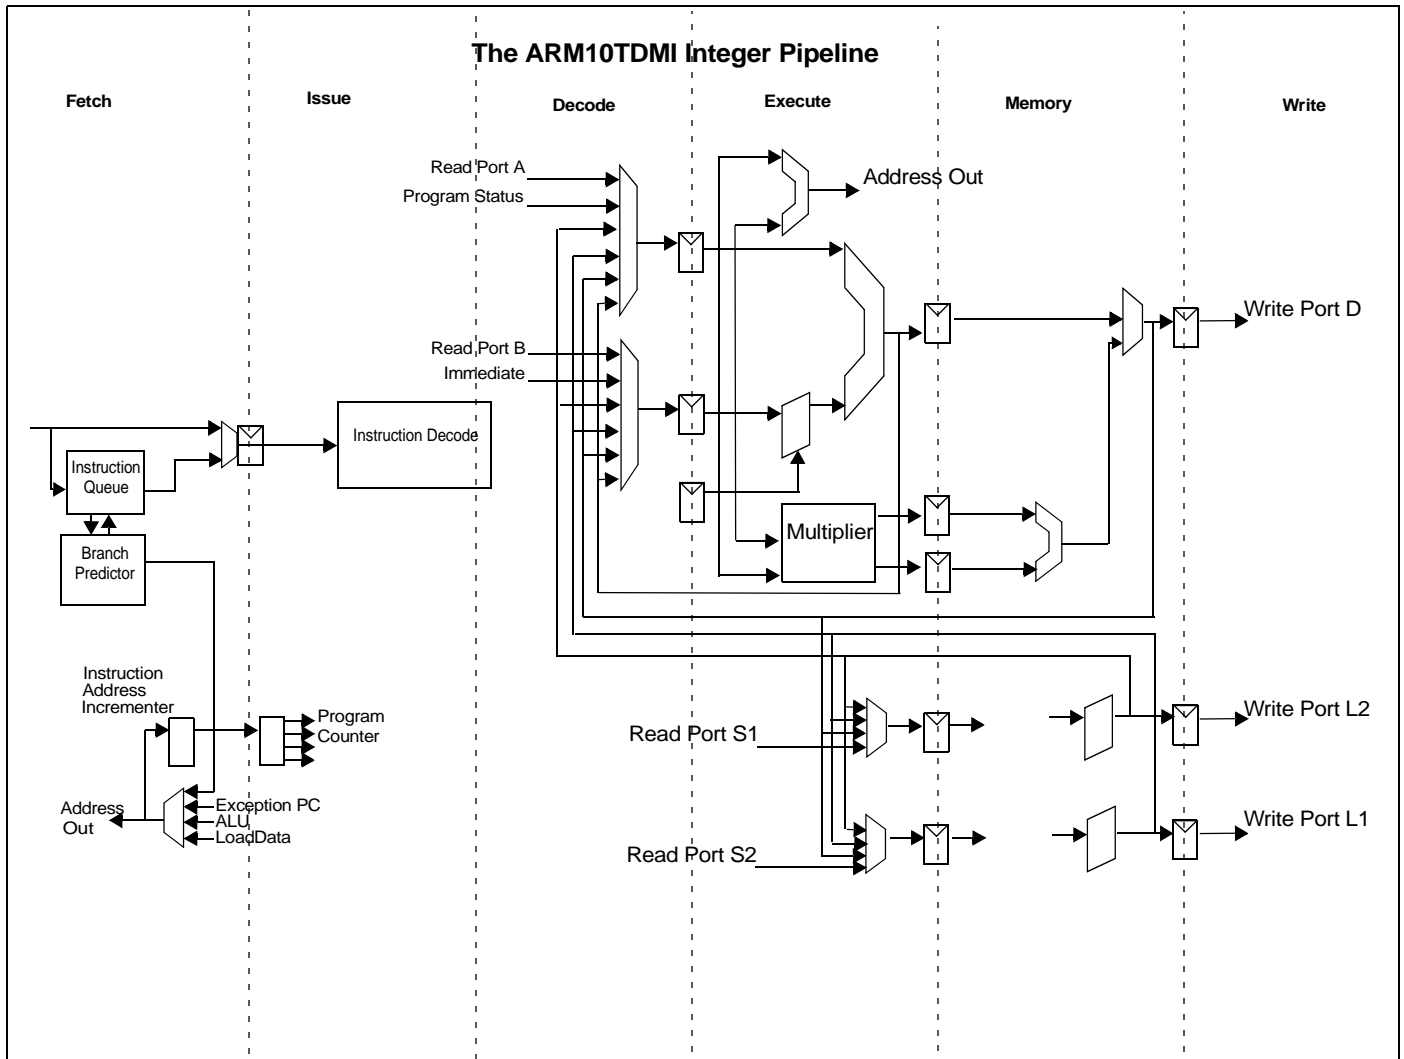 The ARM10TDMI Integer Pipeline
Fetch
Issue
Decode
Execute
Memory
Write
Read Port A
Program Status
Address Out
Write Port D
Read Port B
Immediate
Instruction Decode
Instruction
Queue
Multiplier
Branch
Predictor
Instruction
Address
Incrementer
Program
Counter
Read Port S1
Write Port L2
Address
Out
Exception PC
ALU
LoadData
Read Port S2
Write Port L1